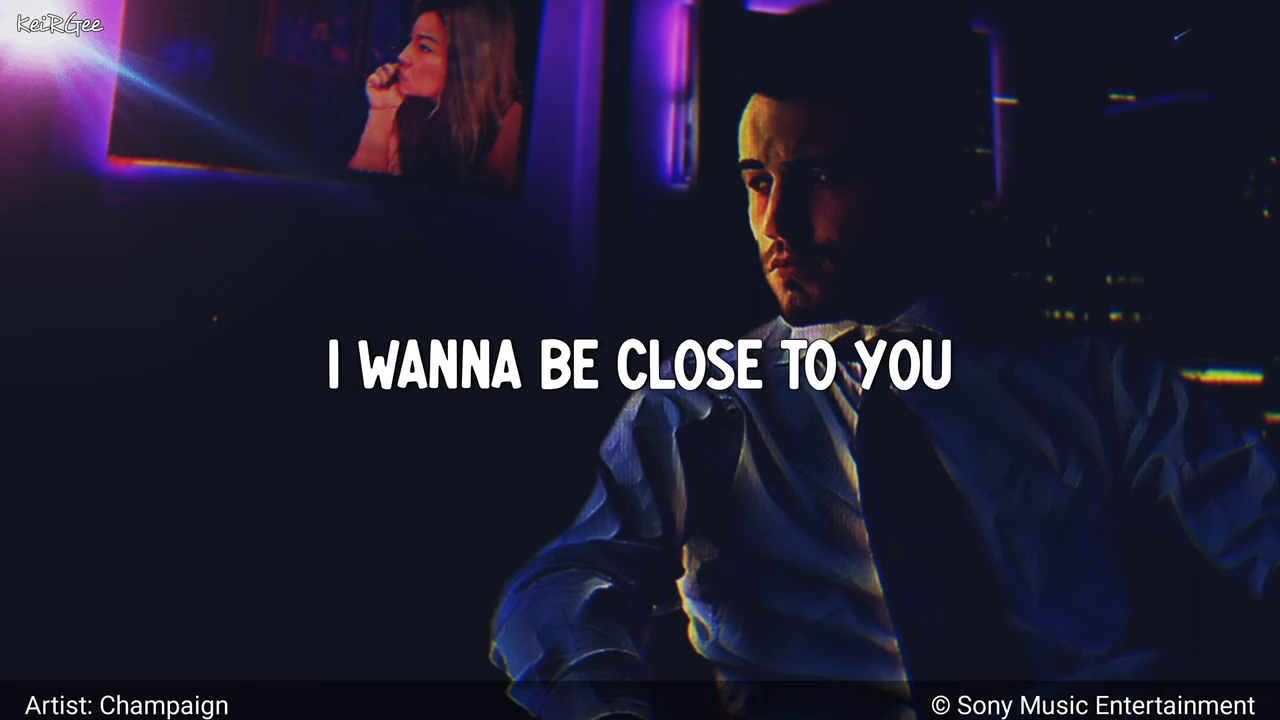 KeiRGee
I WANNA BE CLOSE TO YOU
Artist: Champaign
© Sony Music Entertainment